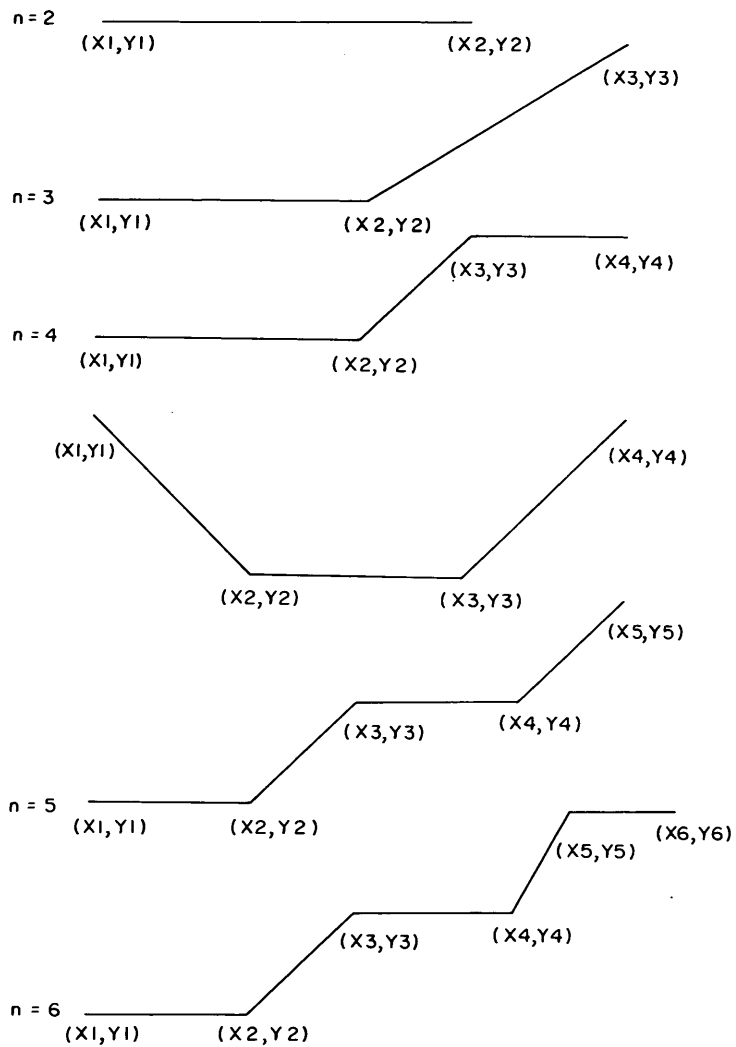 n=2
(X1,Y1) (X2,Y2)
(X3,Y3)
n=3
(X1,Y1) (X2,Y2)
(X3,Y3) (X4,Y4)
n=4
(X1,Y1) (X2,Y2)
(X1,Y1) (X4,Y4)
(X2,Y2) (X3,Y3)
(X5,Y5)
(X3,Y3) (X4,Y4)
n=5
(X1,Y1) (X2,Y2)
(X5,Y5) (X6,Y6)
(X3,Y3) (X4,Y4)
n=6
(X1,Y1) (X2,Y2)